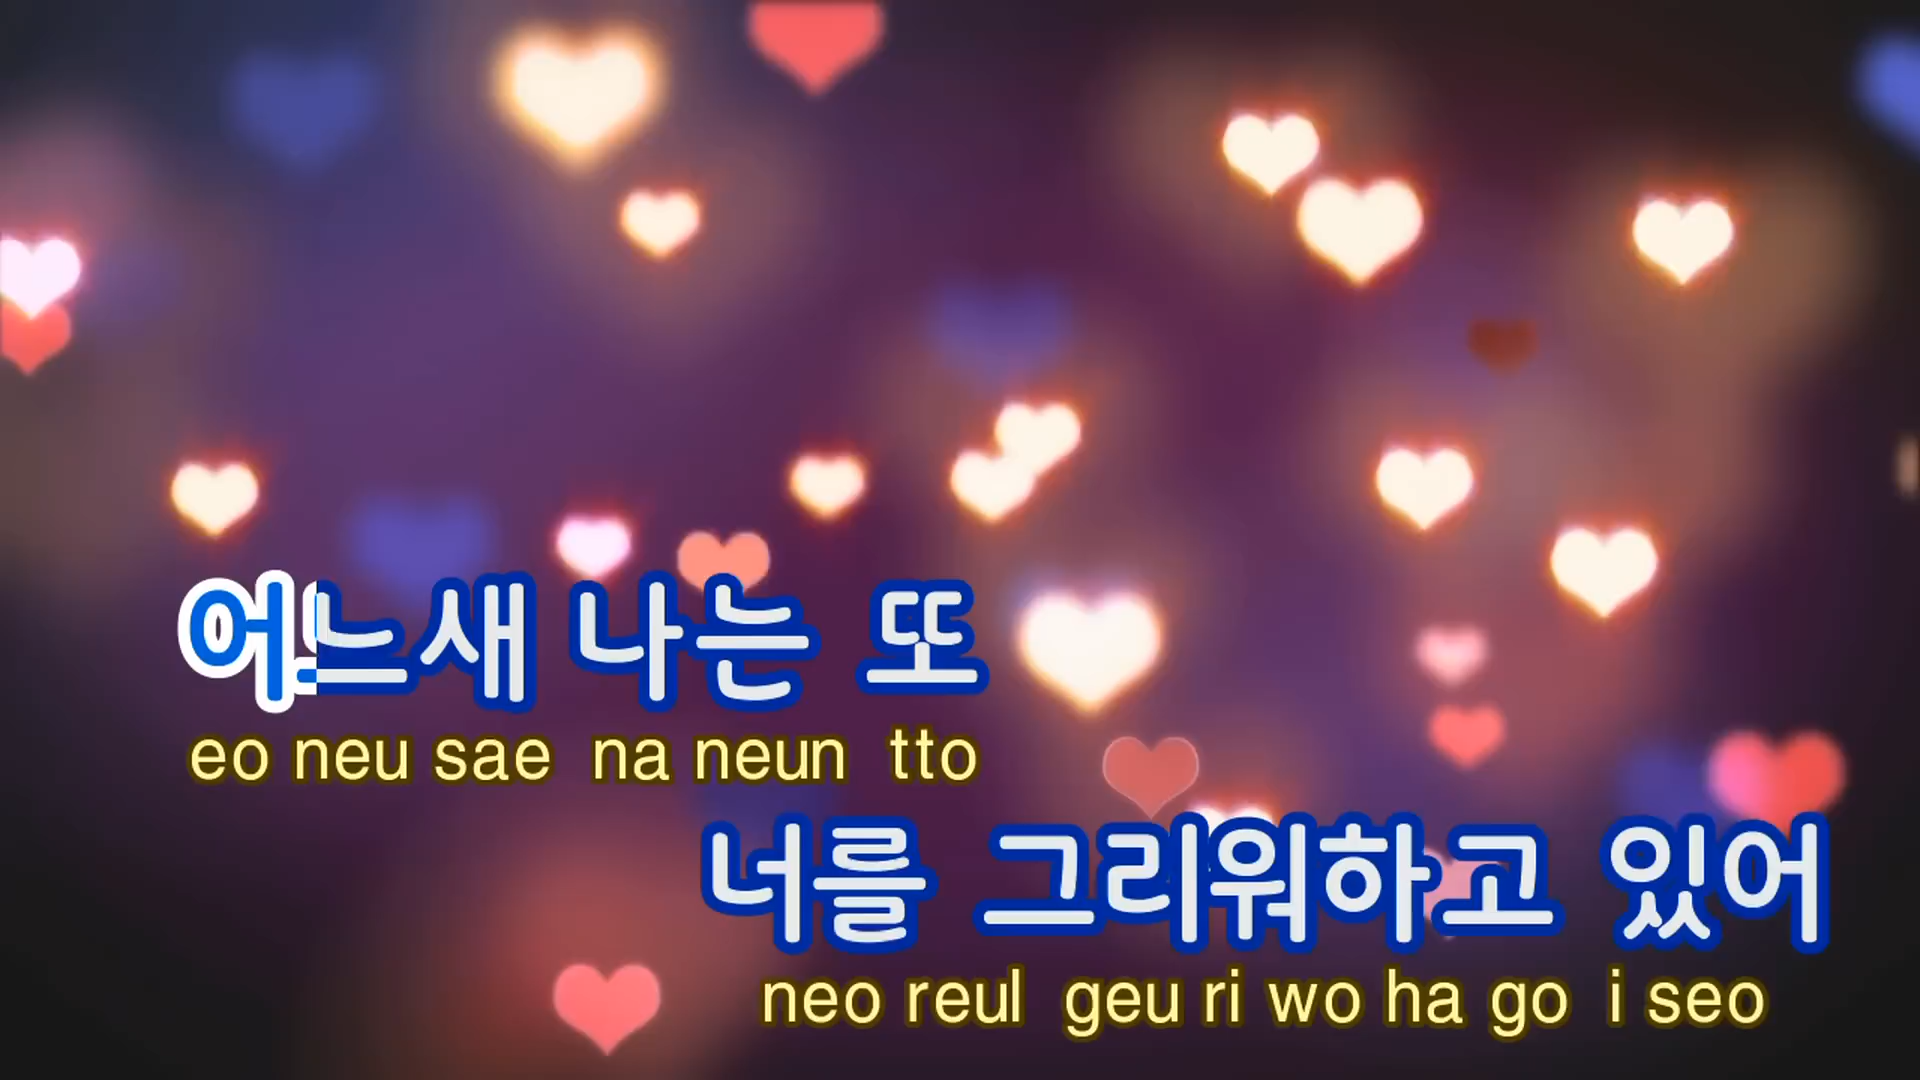 어느새 나는 또
eo neu sae na neun tto
너를 그리워하고 있어
neo reul geu ri wo ha go i seo